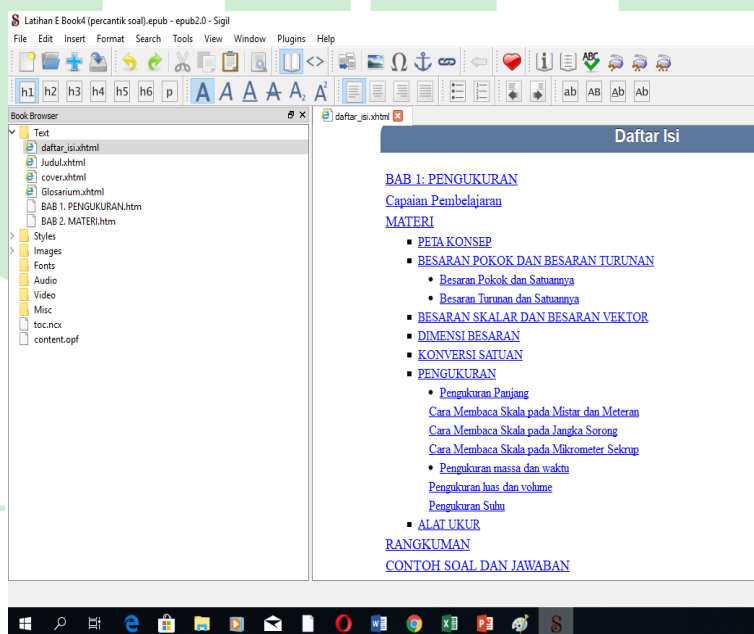 Latihan E Book4 (percantik soal).epub - epub2.0 - Sigil
File Edit Insert Format Search Tools View Window Plugins Help
h1 h2 h3 h4 h5 h6 p A A A A A₂ A² ab AB Ab Ab
Book Browser
daftar_isi.xhtml
Text
daftar_isi.xhtml
Judul.xhtml
cover.xhtml
Glosarium.xhtml
BAB 1. PENGUKURAN.htm
BAB 2. MATERI.htm
Styles
Images
Fonts
Audio
Video
Misc
toc.ncx
content.opf
Daftar Isi
BAB 1: PENGUKURAN
Capaian Pembelajaran
MATERI
PETA KONSEP
BESARAN POKOK DAN BESARAN TURUNAN
Besaran Pokok dan Satuannya
Besaran Turunan dan Satuannya
BESARAN SKALAR DAN BESARAN VEKTOR
DIMENSI BESARAN
KONVERSI SATUAN
PENGUKURAN
Pengukuran Panjang
Cara Membaca Skala pada Mistar dan Meteran
Cara Membaca Skala pada Jangka Sorong
Cara Membaca Skala pada Mikrometer Sekrup
Pengukuran massa dan waktu
Pengukuran luas dan volume
Pengukuran Suhu
ALAT UKUR
RANGKUMAN
CONTOH SOAL DAN JAWABAN